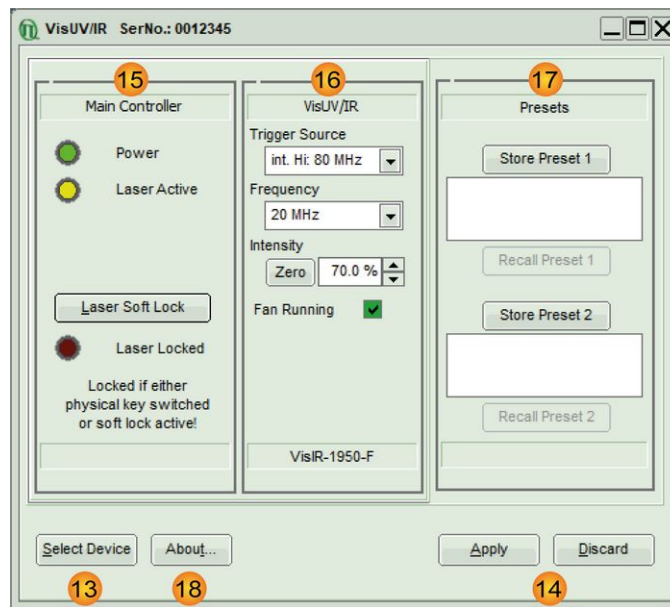 VisUV/IR SerNo.: 0012345
15
Main Controller
Power
Laser Active
Laser Soft Lock
Laser Locked
Locked if either
physical key switched
or soft lock active!
16
VisUV/IR
Trigger Source
int. Hi: 80 MHz
Frequency
20 MHz
Intensity
Zero 70.0 %
Fan Running
VisIR-1950-F
17
Presets
Store Preset 1
Recall Preset 1
Store Preset 2
Recall Preset 2
Select Device About... Apply Discard
13 18 14